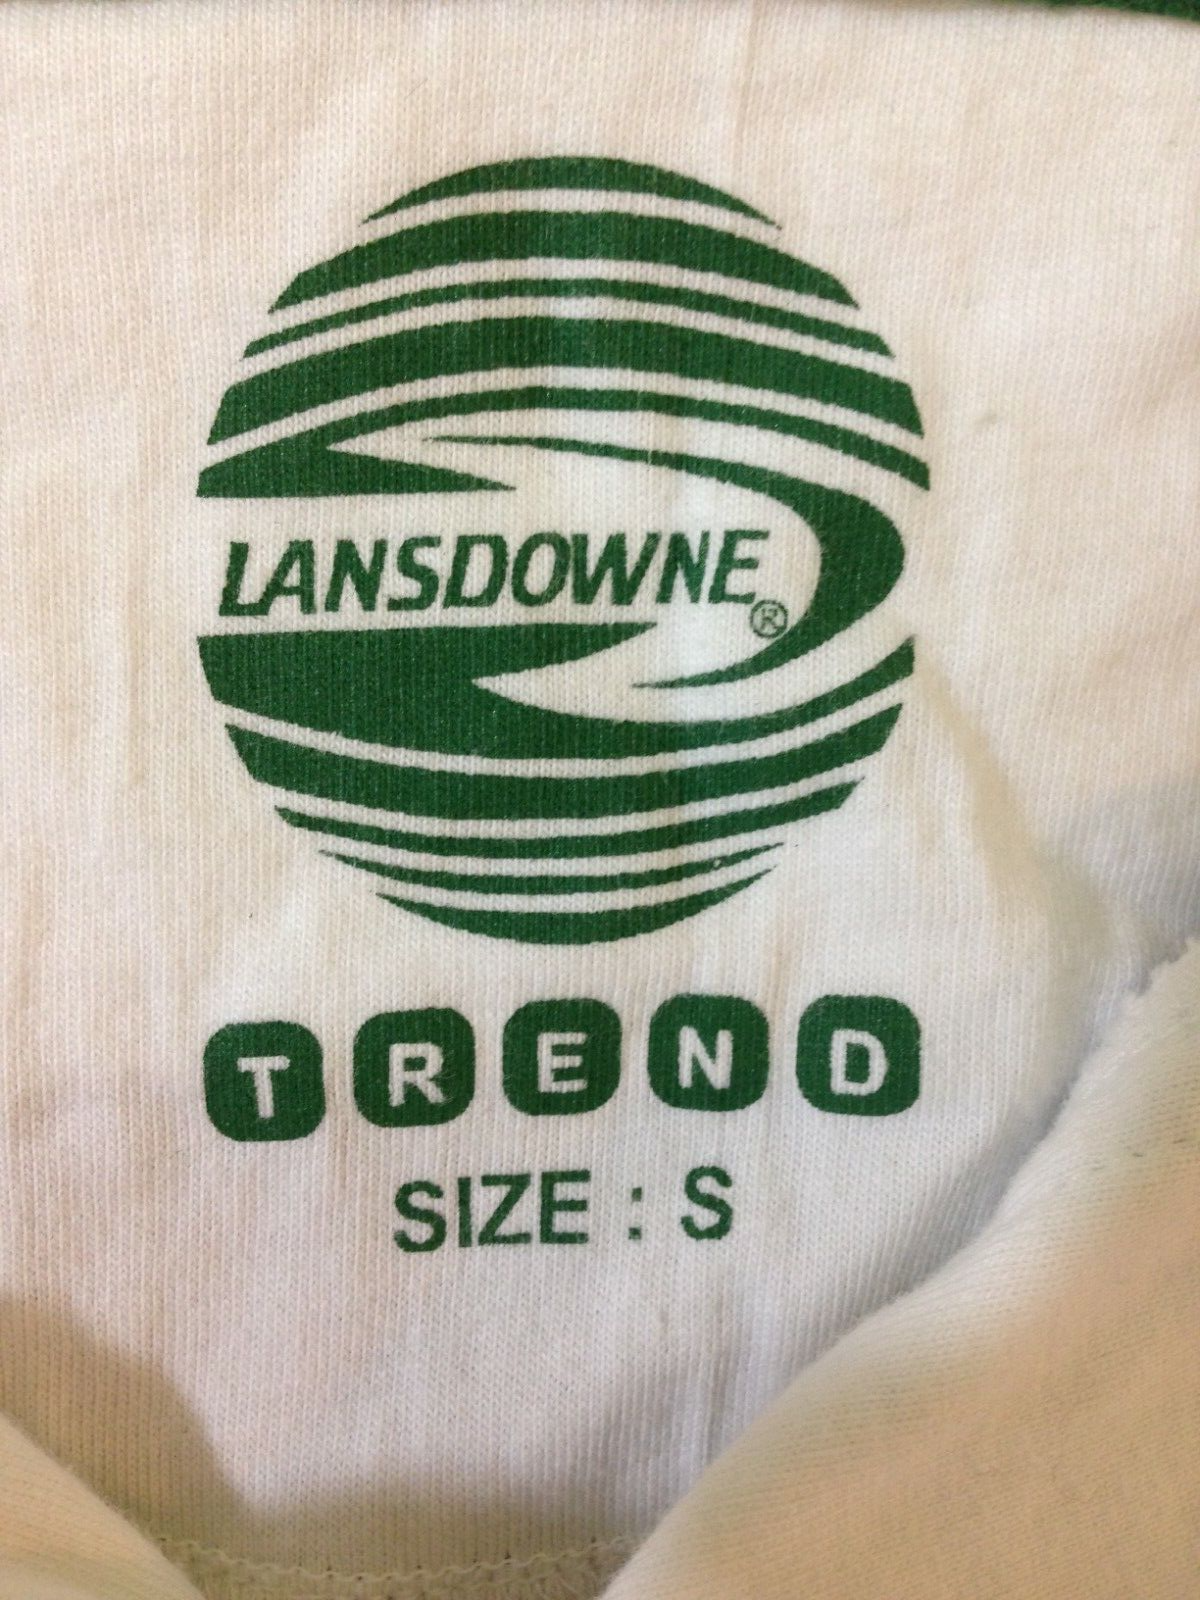 LANSDOWNE®
TREND
SIZE : S